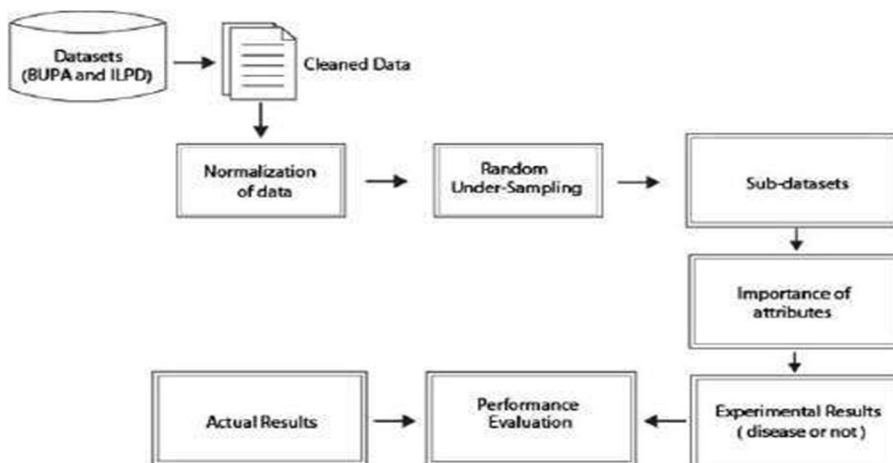 Datasets
(BUPA and ILPD)
Cleaned Data
Normalization
of data
Random
Under-Sampling
Sub-datasets
Importance of
attributes
Actual Results
Performance
Evaluation
Experimental Results
( disease or not )